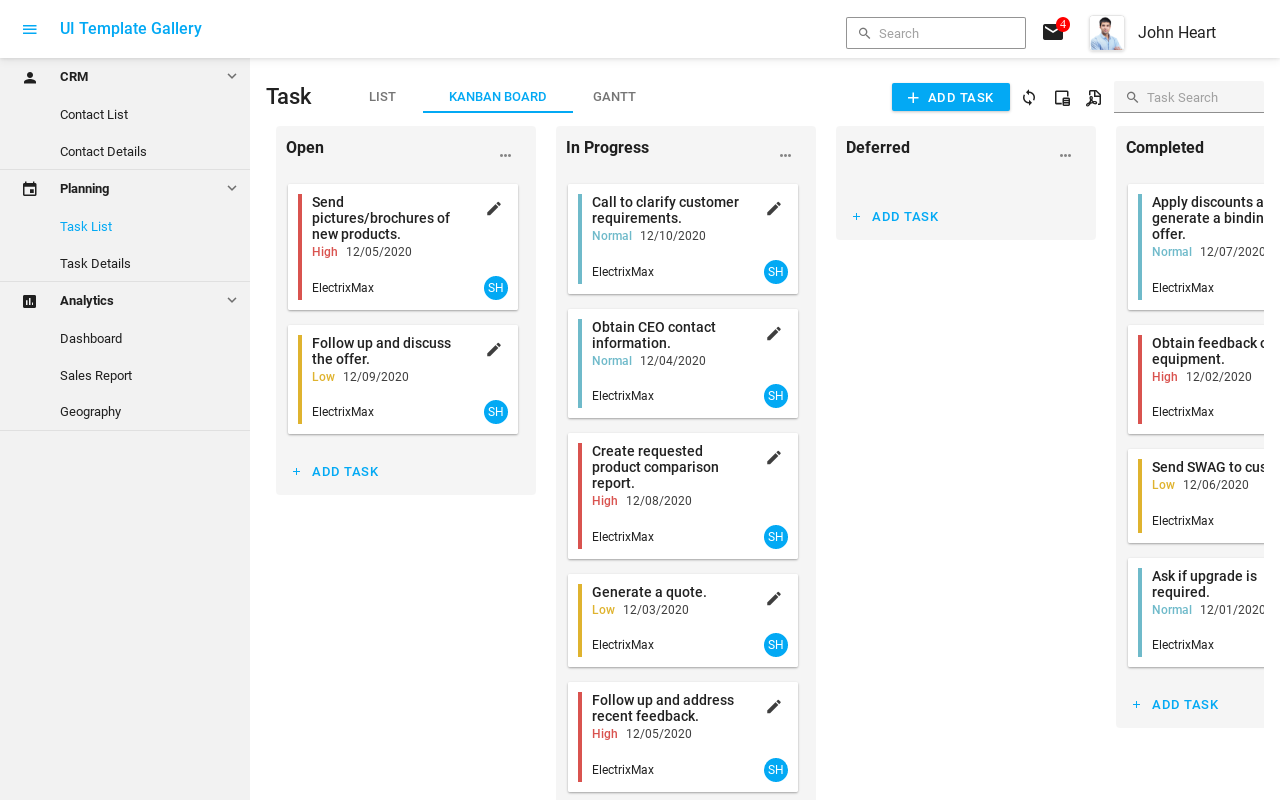 UI Template Gallery
Search
4
John Heart
CRM
Contact List
Contact Details
Planning
Task List
Task Details
Analytics
Dashboard
Sales Report
Geography
Task
LIST
KANBAN BOARD
GANTT
ADD TASK
Task Search
Open
Send
pictures/brochures of
new products.
High 12/05/2020
ElectrixMax
SH
Follow up and discuss
the offer.
Low 12/09/2020
ElectrixMax
SH
ADD TASK
In Progress
Call to clarify customer
requirements.
Normal 12/10/2020
ElectrixMax
SH
Obtain CEO contact
information.
Normal 12/04/2020
ElectrixMax
SH
Create requested
product comparison
report.
High 12/08/2020
ElectrixMax
SH
Generate a quote.
Low 12/03/2020
ElectrixMax
SH
Follow up and address
recent feedback.
High 12/05/2020
ElectrixMax
SH
Deferred
ADD TASK
Completed
Apply discounts a
generate a bindin
offer.
Normal 12/07/2020
ElectrixMax
Obtain feedback o
equipment.
High 12/02/2020
ElectrixMax
Send SWAG to cus
Low 12/06/2020
ElectrixMax
Ask if upgrade is
required.
Normal 12/01/2020
ElectrixMax
ADD TASK